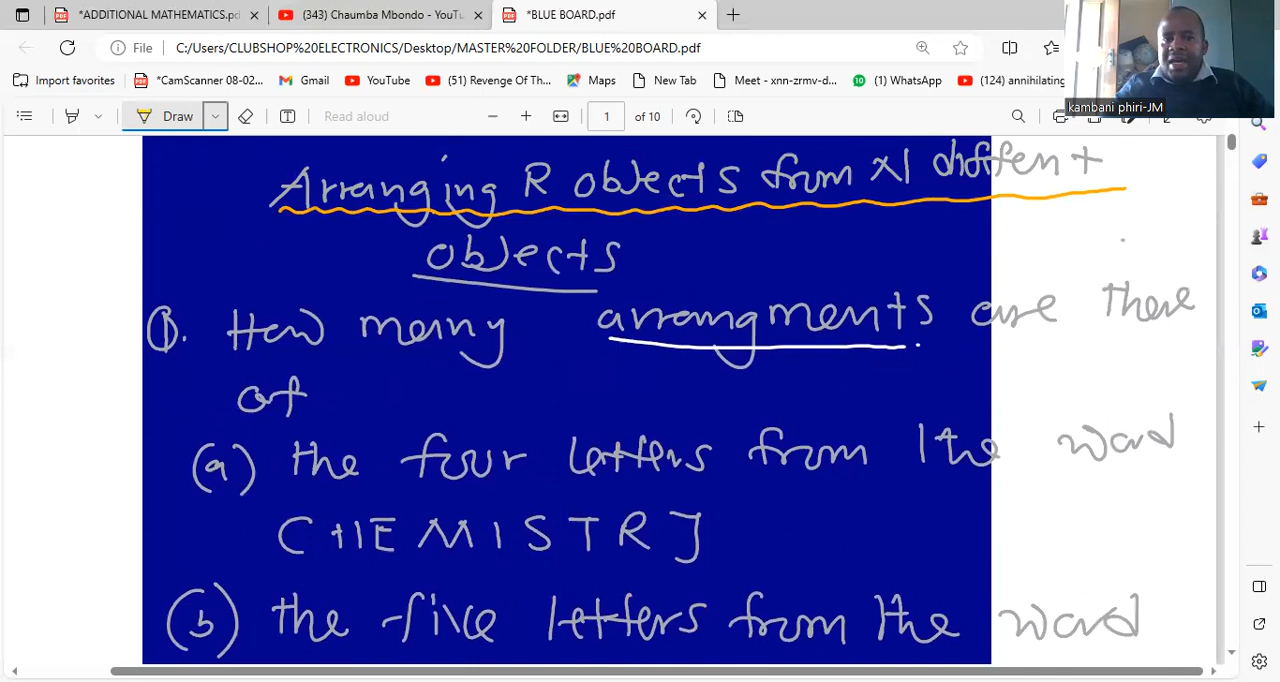 *ADDITIONAL MATHEMATICS.pd
(343) Chaumba Mbondo - YouTu
*BLUE BOARD.pdf
File
C:/Users/CLUBSHOP%20ELECTRONICS/Desktop/MASTER%20FOLDER/BLUE%20BOARD.pdf
Import favorites
*CamScanner 08-02...
Gmail
YouTube
(51) Revenge Of Th...
Maps
New Tab
Meet - xnn-zrmv-d...
(1) WhatsApp
(124) annihilating
kambani phiri-JM
Draw
Read aloud
1 of 10
Arranging R objects from n different
objects
1. How many arrangments are there
of
(a) the four letters from the word
CHEMISTRY
(b) the five letters from the word